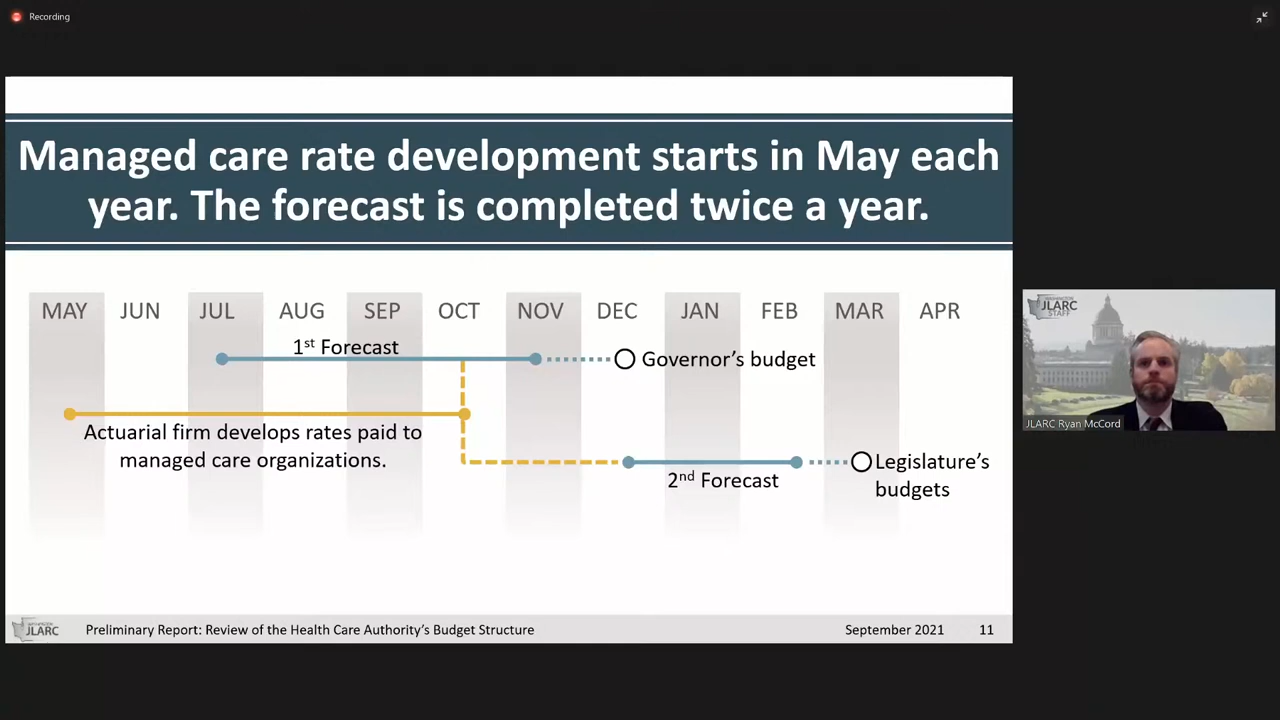 Recording
Managed care rate development starts in May each
year. The forecast is completed twice a year.
MAY JUN JUL AUG SEP OCT NOV DEC JAN FEB MAR APR
1st Forecast
Governor's budget
Actuarial firm develops rates paid to
managed care organizations.
2nd Forecast
Legislature's
budgets
WASHINGTON
JLARC
STAFF
JLARC Ryan McCord
WASHINGTON
JLARC
Preliminary Report: Review of the Health Care Authority's Budget Structure
September 2021
11